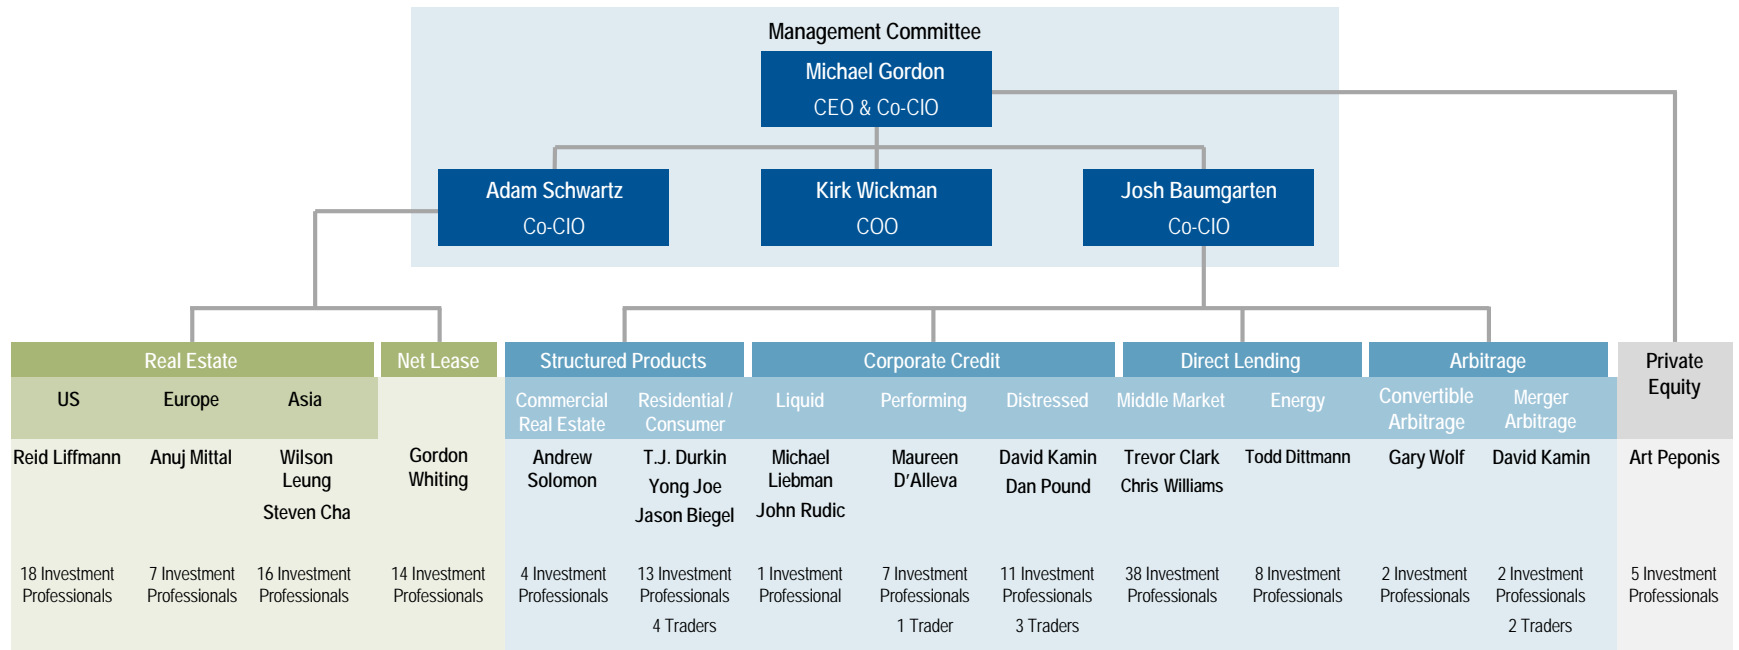 Management Committee
Michael Gordon
CEO & Co-CIO
Adam Schwartz
Co-CIO
Kirk Wickman
COO
Josh Baumgarten
Co-CIO
Real Estate
Net Lease
Structured Products
Corporate Credit
Direct Lending
Arbitrage
Private
Equity
US
Europe
Asia
Commercial
Real Estate
Residential /
Consumer
Liquid
Performing
Distressed
Middle Market
Energy
Convertible
Arbitrage
Merger
Arbitrage
Reid Liffmann
Anuj Mittal
Wilson
Leung
Steven Cha
Gordon
Whiting
Andrew
Solomon
T.J. Durkin
Yong Joe
Jason Biegel
Michael
Liebman
John Rudic
Maureen
D'Alleva
David Kamin
Dan Pound
Trevor Clark
Chris Williams
Todd Dittmann
Gary Wolf
David Kamin
Art Peponis
18 Investment
Professionals
7 Investment
Professionals
16 Investment
Professionals
14 Investment
Professionals
4 Investment
Professionals
13 Investment
Professionals
4 Traders
1 Investment
Professional
7 Investment
Professionals
1 Trader
11 Investment
Professionals
3 Traders
38 Investment
Professionals
8 Investment
Professionals
2 Investment
Professionals
2 Investment
Professionals
2 Traders
5 Investment
Professionals